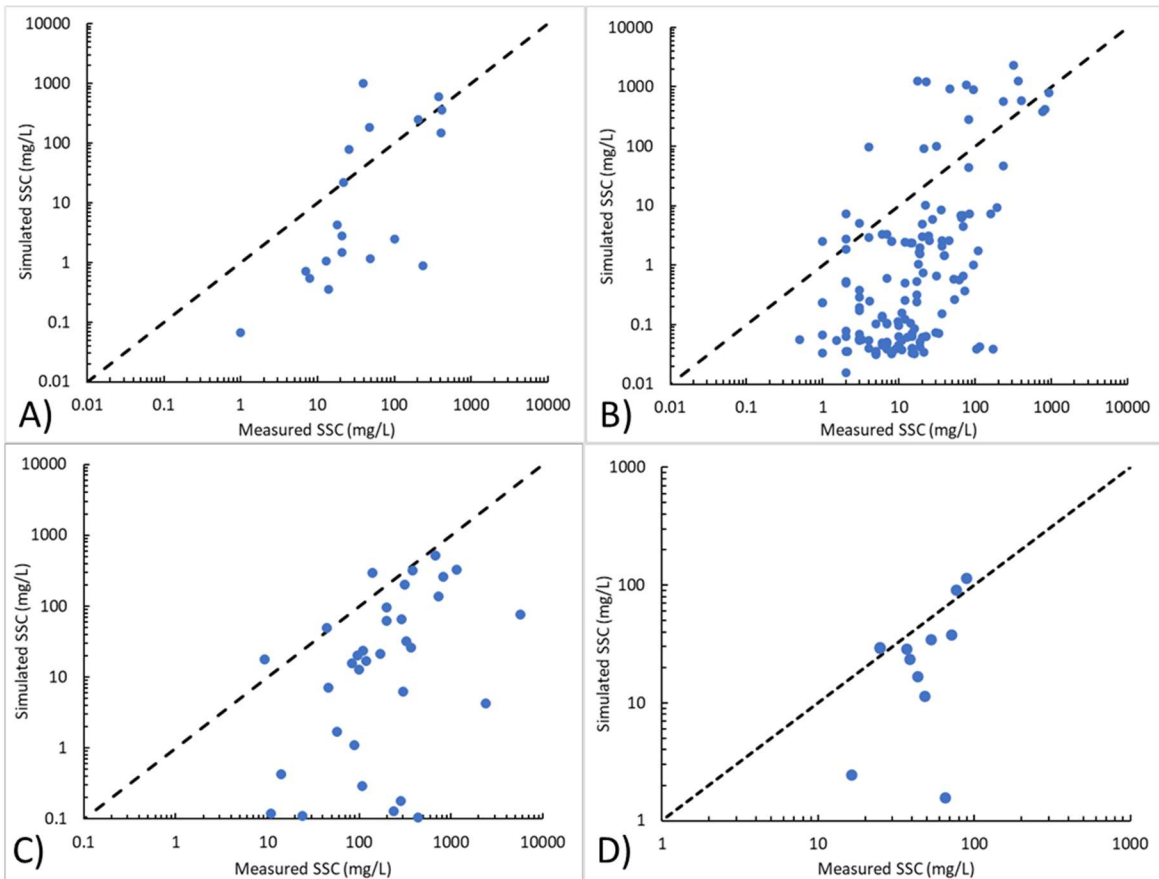 10000
1000
100
10
1
0.1
0.01
Simulated SSC (mg/L)
0.01 0.1 1 10 100 1000 10000
Measured SSC (mg/L)
A)
10000
1000
100
10
1
0.1
0.01
Simulated SSC (mg/L)
0.01 0.1 1 10 100 1000 10000
Measured SSC (mg/L)
B)
10000
1000
100
10
1
0.1
Simulated SSC (mg/L)
0.1 1 10 100 1000 10000
Measured SSC (mg/L)
C)
1000
100
10
1
Simulated SSC (mg/L)
1 10 100 1000
Measured SSC (mg/L)
D)